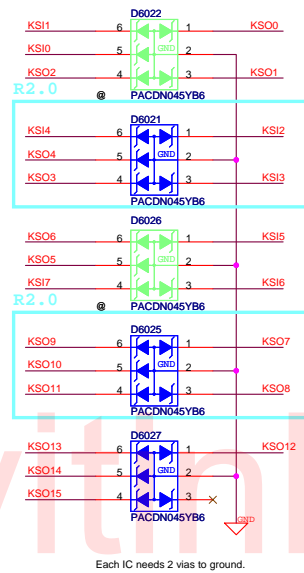 D6022
KSI1 6 1 KSO0
KSI0 5 GND 2
KSO2 4 3 KSO1
@ PACDN045YB6
R2.0
D6021
KSI4 6 1 KSI2
KSO4 5 GND 2
KSO3 4 3 KSI3
PACDN045YB6
D6026
KSO6 6 1 KSI5
KSO5 5 GND 2
KSI7 4 3 KSI6
R2.0
@ PACDN045YB6
D6025
KSO9 6 1 KSO7
KSO10 5 GND 2
KSO11 4 3 KSO8
PACDN045YB6
D6027
KSO13 6 1 KSO12
KSO14 5 GND 2
KSO15 4 3
PACDN045YB6
GND
Each IC needs 2 vias to ground.